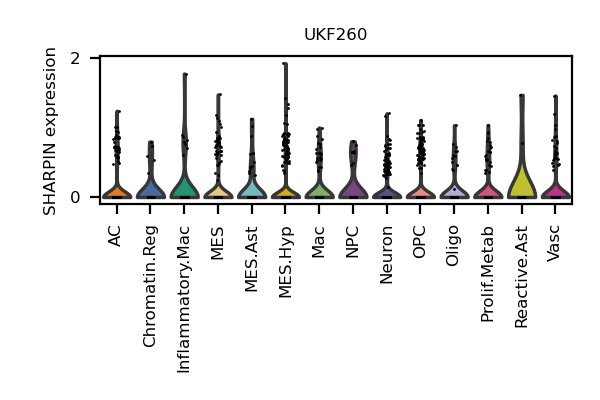 UKF260
SHARPIN expression
2
0
AC
Chromatin.Reg
Inflammatory.Mac
MES
MES.Ast
MES.Hyp
Mac
NPC
Neuron
OPC
Oligo
Prolif.Metab
Reactive.Ast
Vasc